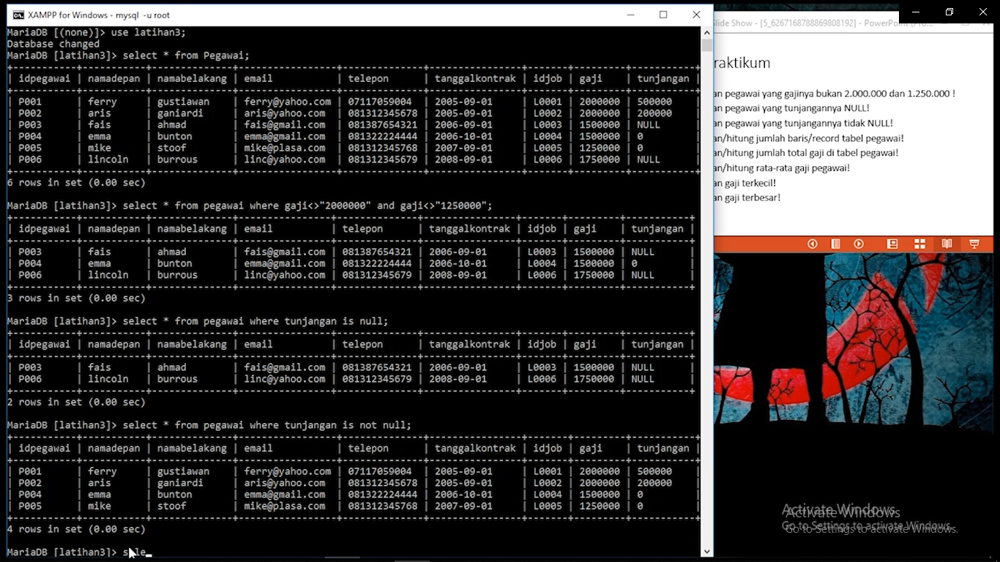 XAMPP for Windows - mysql -u root
MariaDB [(none)]> use latihan3;
Database changed
MariaDB [latihan3]> select * from Pegawai;
| idpegawai | namadepan | namabelakang | email | telepon | tanggalkontrak | idjob | gaji | tunjangan |
| P001 | ferry | gustiawan | ferry@yahoo.com | 07117059004 | 2005-09-01 | L0001 | 2000000 | 500000 |
| P002 | aris | ganiardi | aris@yahoo.com | 081312345678 | 2005-09-01 | L0002 | 2000000 | 200000 |
| P003 | fais | ahmad | fais@gmail.com | 081387654321 | 2006-09-01 | L0003 | 1500000 | NULL |
| P004 | emma | bunton | emma@gmail.com | 081322224444 | 2006-10-01 | L0004 | 1500000 | 0 |
| P005 | mike | stoof | mike@plasa.com | 081312345768 | 2007-09-01 | L0005 | 1250000 | 0 |
| P006 | lincoln | burrous | linc@yahoo.com | 081312345679 | 2008-09-01 | L0006 | 1750000 | NULL |
6 rows in set (0.00 sec)
MariaDB [latihan3]> select * from pegawai where gaji<>"2000000" and gaji<>"1250000";
| idpegawai | namadepan | namabelakang | email | telepon | tanggalkontrak | idjob | gaji | tunjangan |
| P003 | fais | ahmad | fais@gmail.com | 081387654321 | 2006-09-01 | L0003 | 1500000 | NULL |
| P004 | emma | bunton | emma@gmail.com | 081322224444 | 2006-10-01 | L0004 | 1500000 | 0 |
| P006 | lincoln | burrous | linc@yahoo.com | 081312345679 | 2008-09-01 | L0006 | 1750000 | NULL |
3 rows in set (0.00 sec)
MariaDB [latihan3]> select * from pegawai where tunjangan is null;
| idpegawai | namadepan | namabelakang | email | telepon | tanggalkontrak | idjob | gaji | tunjangan |
| P003 | fais | ahmad | fais@gmail.com | 081387654321 | 2006-09-01 | L0003 | 1500000 | NULL |
| P006 | lincoln | burrous | linc@yahoo.com | 081312345679 | 2008-09-01 | L0006 | 1750000 | NULL |
2 rows in set (0.00 sec)
MariaDB [latihan3]> select * from pegawai where tunjangan is not null;
| idpegawai | namadepan | namabelakang | email | telepon | tanggalkontrak | idjob | gaji | tunjangan |
| P001 | ferry | gustiawan | ferry@yahoo.com | 07117059004 | 2005-09-01 | L0001 | 2000000 | 500000 |
| P002 | aris | ganiardi | aris@yahoo.com | 081312345678 | 2005-09-01 | L0002 | 2000000 | 200000 |
| P004 | emma | bunton | emma@gmail.com | 081322224444 | 2006-10-01 | L0004 | 1500000 | 0 |
| P005 | mike | stoof | mike@plasa.com | 081312345768 | 2007-09-01 | L0005 | 1250000 | 0 |
4 rows in set (0.00 sec)
MariaDB [latihan3]> sele_
lide Show - [5_6267168788869808192] - PowerPoint
raktikum
an pegawai yang gajinya bukan 2.000.000 dan 1.250.000 !
an pegawai yang tunjangannya NULL!
an pegawai yang tunjangannya tidak NULL!
an/hitung jumlah baris/record tabel pegawai!
an/hitung jumlah total gaji di tabel pegawai!
an/hitung rata-rata gaji pegawai!
an gaji terkecil!
an gaji terbesar!
Activate Windows
Go to Settings to activate Windows.
Activate Windows
Go to Settings to activate Windows.